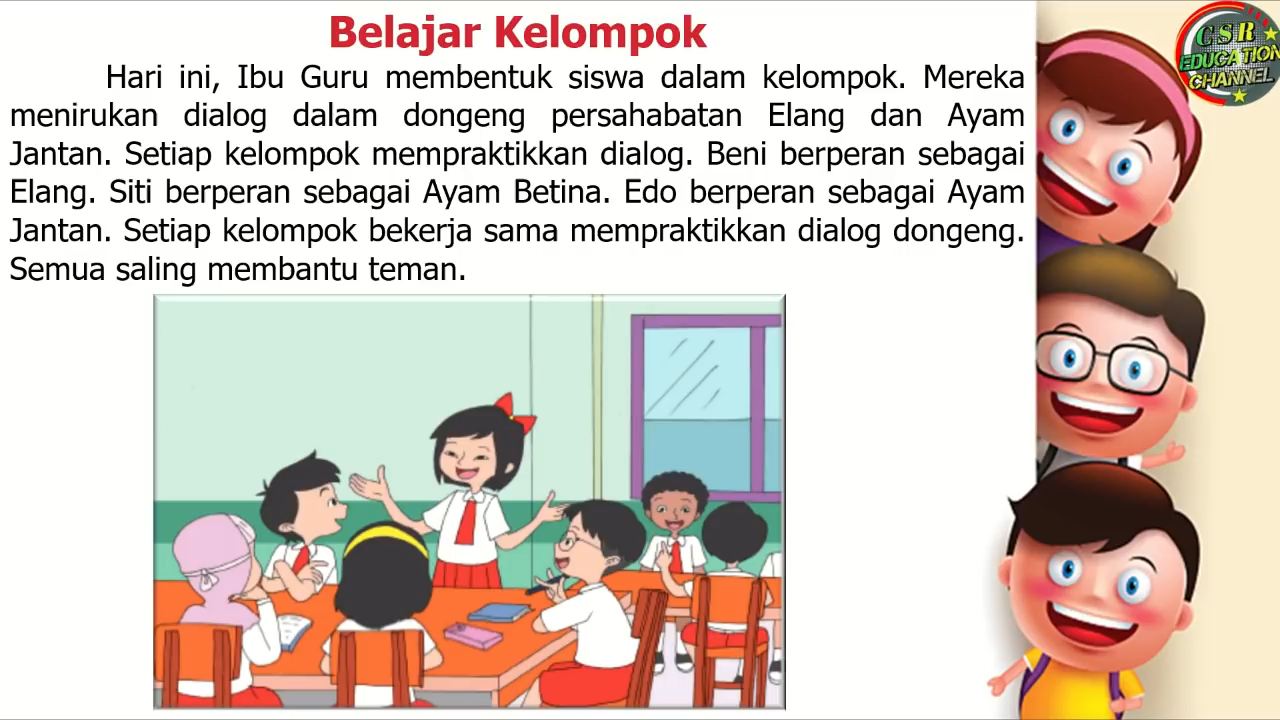 Belajar Kelompok
Hari ini, Ibu Guru membentuk siswa dalam kelompok. Mereka
menirukan dialog dalam dongeng persahabatan Elang dan Ayam
Jantan. Setiap kelompok mempraktikkan dialog. Beni berperan sebagai
Elang. Siti berperan sebagai Ayam Betina. Edo berperan sebagai Ayam
Jantan. Setiap kelompok bekerja sama mempraktikkan dialog dongeng.
Semua saling membantu teman.
CSR
EDUCATION
CHANNEL